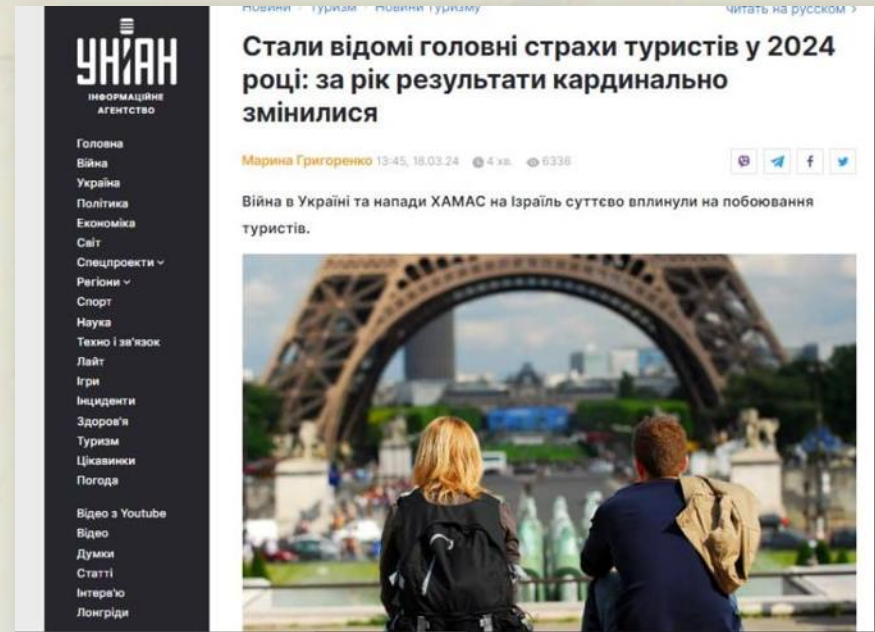 Новини Туризм Новини туризму
Читать на русском >
УНІАН
ІНФОРМАЦІЙНЕ
АГЕНТСТВО
Головна
Війна
Україна
Політика
Економіка
Світ
Спецпроекти
Регіони
Спорт
Наука
Техно і зв'язок
Лайт
Ігри
Інциденти
Здоров'я
Туризм
Цікавинки
Погода
Відео з Youtube
Відео
Думки
Статті
Інтерв'ю
Лонгріди
Стали відомі головні страхи туристів у 2024
році: за рік результати кардинально
змінилися
Марина Григоренко 13:45, 18.03.24 4 хв. 6336
Війна в Україні та напади ХАМАС на Ізраїль суттєво вплинули на побоювання
туристів.